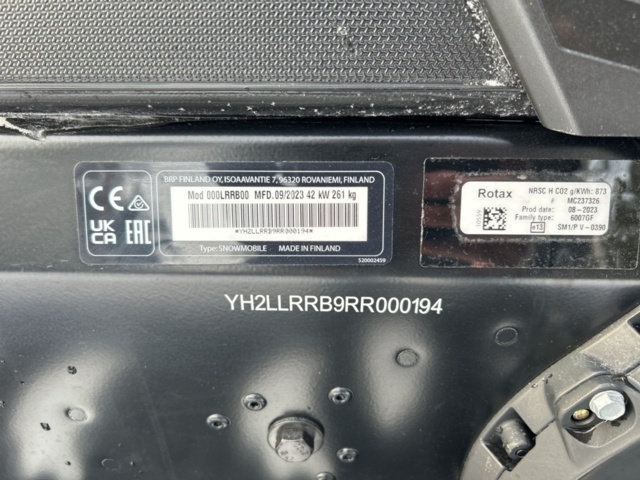 BRP FINLAND OY, ISOAAVANTIE 7, 96320 ROVANIEMI, FINLAND
Mod 000LRRB00 MFD. 09/2023 42 kW 261 kg
CE
UK CA EAC
*YH2LLRRB9RR000194*
Type: SNOWMOBILE MADE IN FINLAND
520002459
Rotax
NRSC H CO2 g/KWh: 873
# MC237326
Prod date: 08-2023
Family type: 6007GF
e13 SM1/P V-0390
YH2LLRRB9RR000194